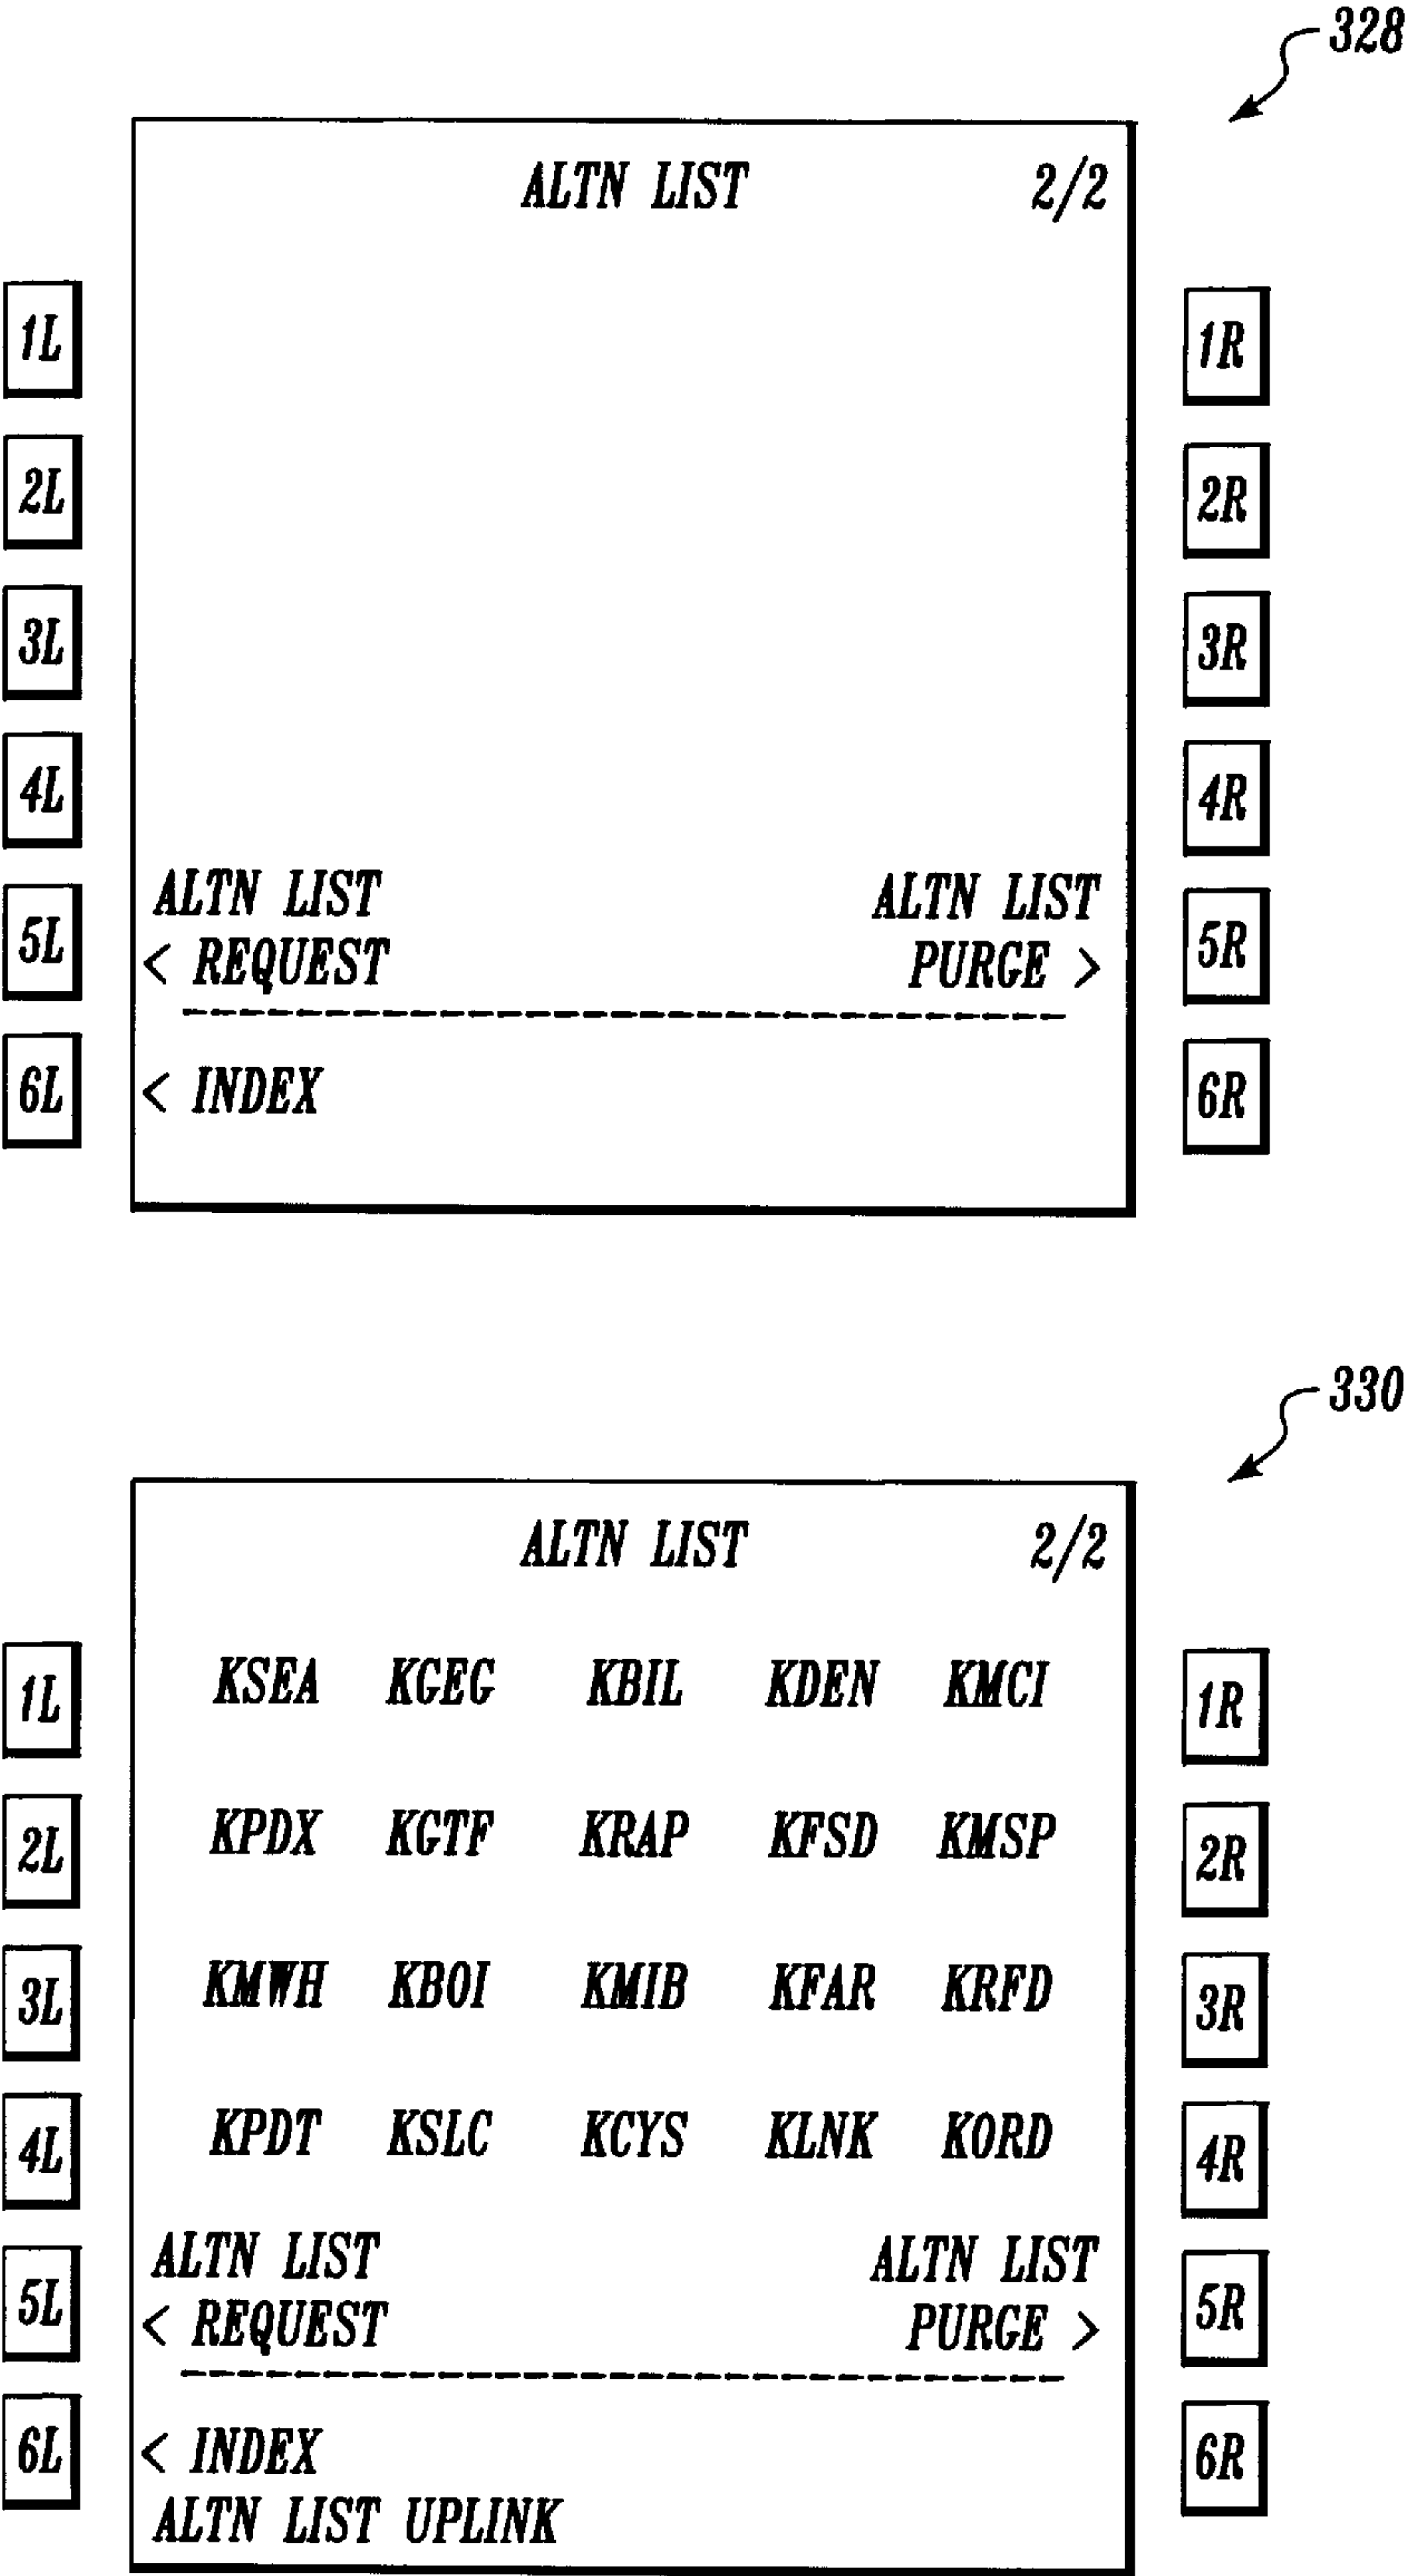 328
ALTN LIST 2/2
1L 1R
2L 2R
3L 3R
4L 4R
ALTN LIST ALTN LIST
5L < REQUEST PURGE > 5R
6L < INDEX 6R
330
ALTN LIST 2/2
1L KSEA KGEG KBIL KDEN KMCI 1R
2L KPDX KGTF KRAP KFSD KMSP 2R
3L KMWH KBOI KMIB KFAR KRFD 3R
4L KPDT KSLC KCYS KLNK KORD 4R
ALTN LIST ALTN LIST
5L < REQUEST PURGE > 5R
6L < INDEX 6R
ALTN LIST UPLINK